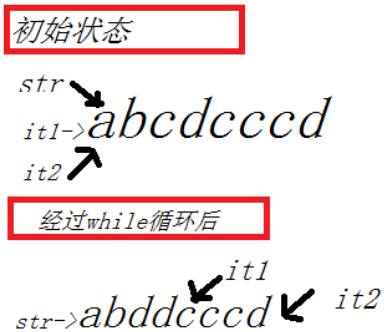 初始状态
str
it1->abcdcccd
it2
经过while循环后
it1
it2
str->abddcccd